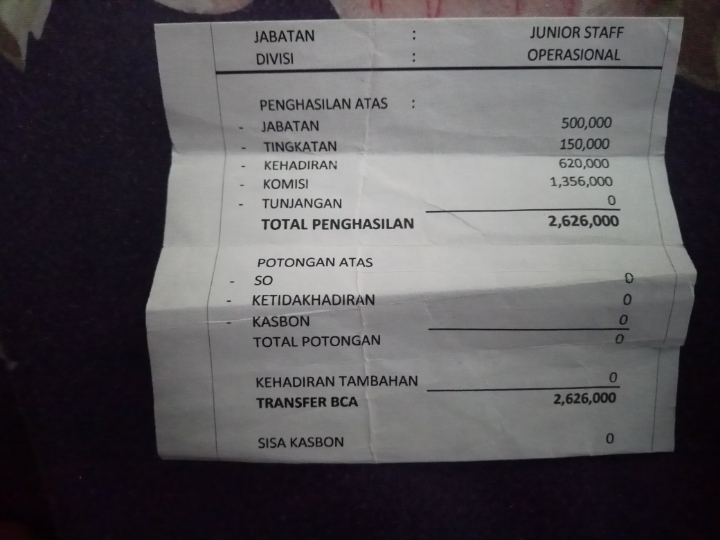 JABATAN : JUNIOR STAFF
DIVISI : OPERASIONAL
PENGHASILAN ATAS :
- JABATAN 500,000
- TINGKATAN 150,000
- KEHADIRAN 620,000
- KOMISI 1,356,000
- TUNJANGAN 0
TOTAL PENGHASILAN 2,626,000
POTONGAN ATAS
- SO 0
- KETIDAKHADIRAN 0
- KASBON 0
TOTAL POTONGAN 0
KEHADIRAN TAMBAHAN 0
TRANSFER BCA 2,626,000
SISA KASBON 0